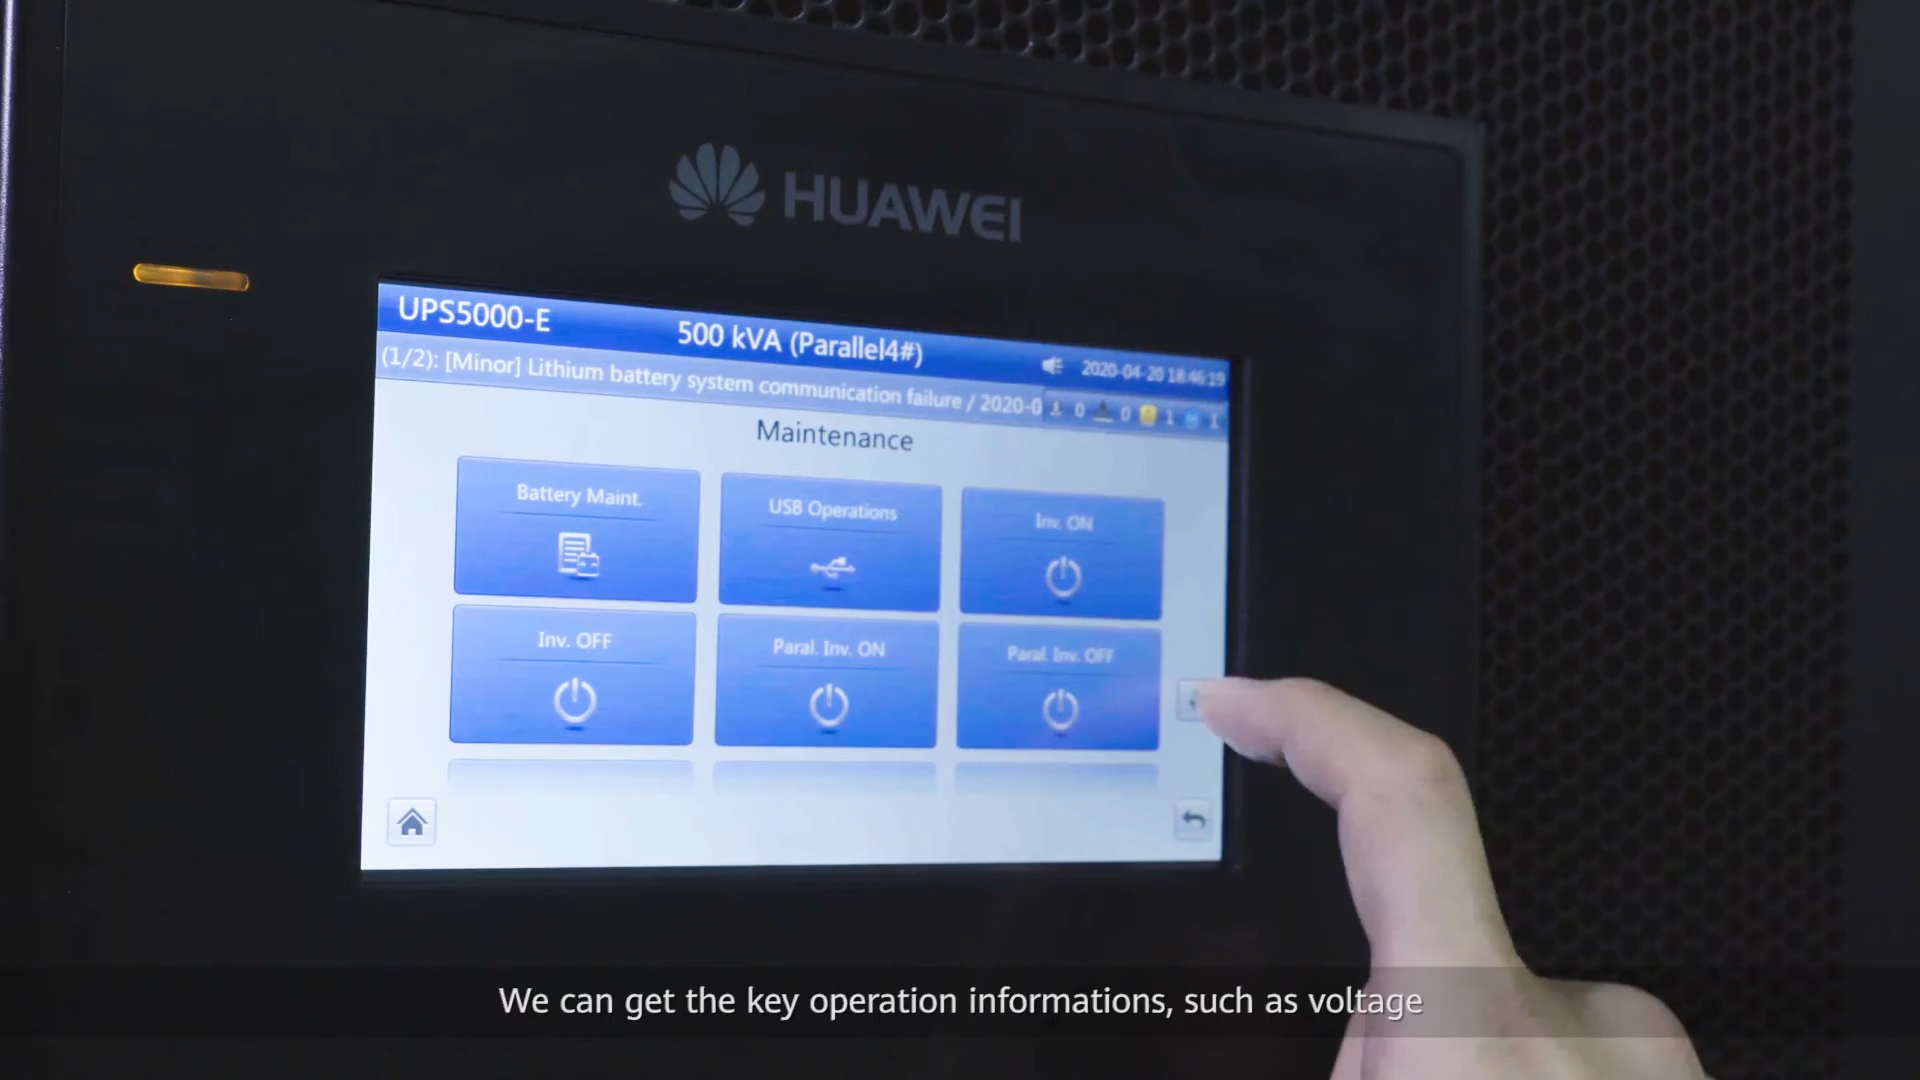 HUAWEI
UPS5000-E
500 kVA (Parallel4#)
2020-04-20 18:46:19
(1/2): [Minor] Lithium battery system communication failure / 2020-0
0 0 1 1
Maintenance
Battery Maint.
USB Operations
Inv. ON
Inv. OFF
Paral. Inv. ON
Paral. Inv. OFF
We can get the key operation informations, such as voltage